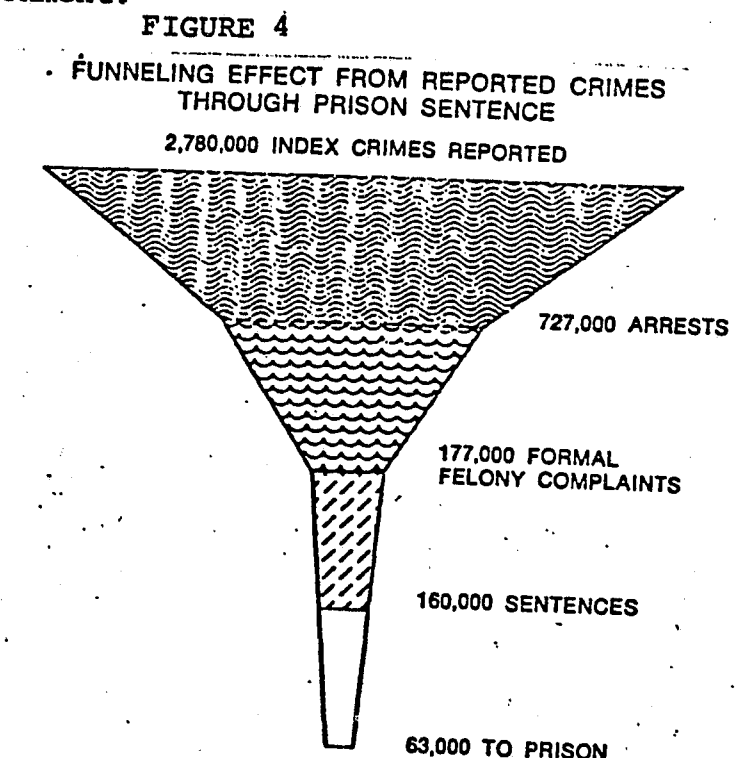 FIGURE 4
FUNNELING EFFECT FROM REPORTED CRIMES
THROUGH PRISON SENTENCE
2,780,000 INDEX CRIMES REPORTED
727,000 ARRESTS
177,000 FORMAL
FELONY COMPLAINTS
160,000 SENTENCES
63,000 TO PRISON